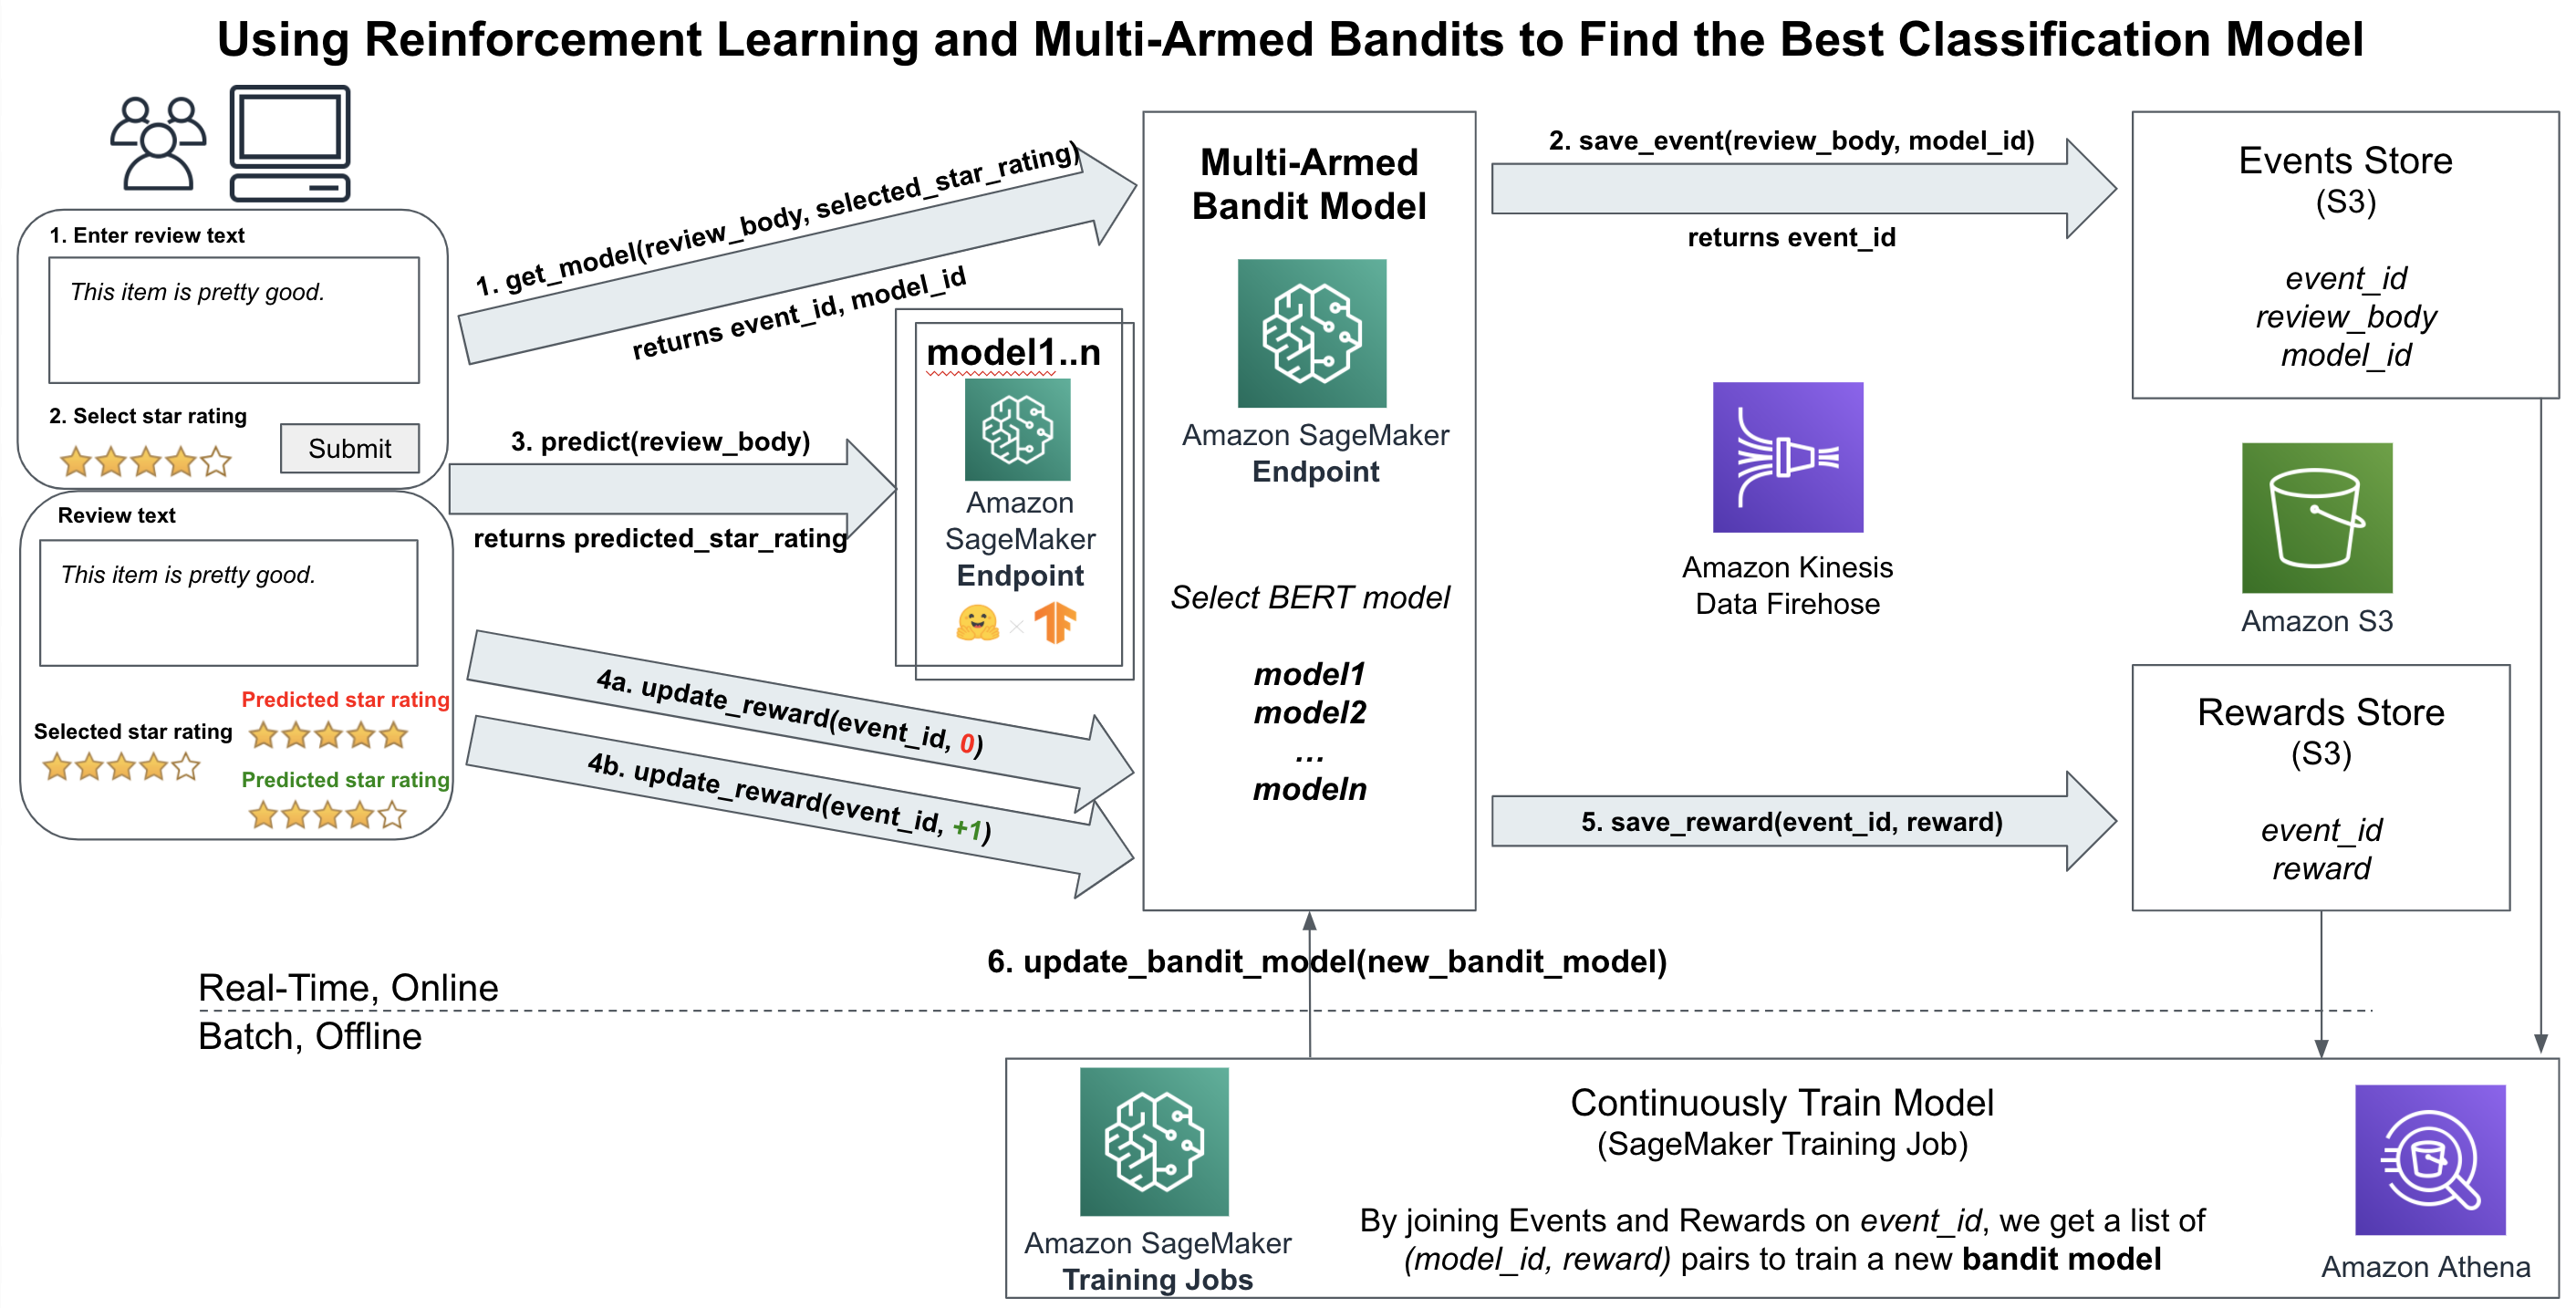 Using Reinforcement Learning and Multi-Armed Bandits to Find the Best Classification Model
1. Enter review text
This item is pretty good.
2. Select star rating
Submit
Review text
This item is pretty good.
Predicted star rating
Selected star rating
Predicted star rating
1. get_model(review_body, selected_star_rating)
returns event_id, model_id
3. predict(review_body)
returns predicted_star_rating
4a. update_reward(event_id, 0)
4b. update_reward(event_id, +1)
model1..n
Amazon
SageMaker
Endpoint
Multi-Armed
Bandit Model
Amazon SageMaker
Endpoint
Select BERT model
model1
model2
...
modeln
2. save_event(review_body, model_id)
returns event_id
Amazon Kinesis
Data Firehose
5. save_reward(event_id, reward)
Events Store
(S3)
event_id
review_body
model_id
Amazon S3
Rewards Store
(S3)
event_id
reward
6. update_bandit_model(new_bandit_model)
Real-Time, Online
Batch, Offline
Amazon SageMaker
Training Jobs
Continuously Train Model
(SageMaker Training Job)
By joining Events and Rewards on event_id, we get a list of
(model_id, reward) pairs to train a new bandit model
Amazon Athena